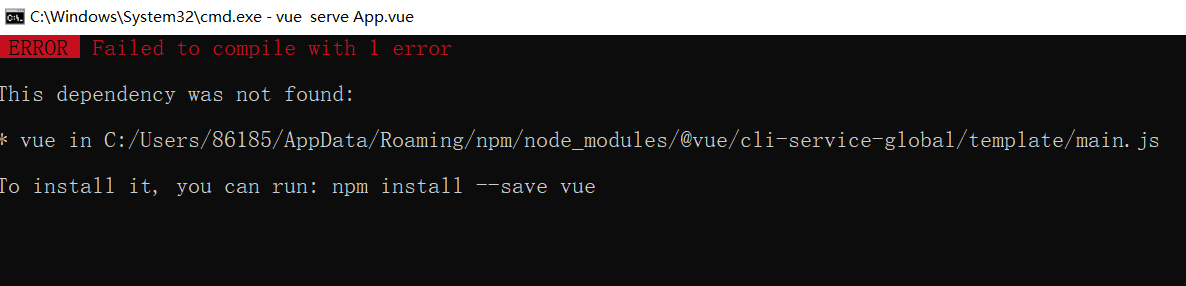 C:\Windows\System32\cmd.exe - vue  serve App.vue
ERROR  Failed to compile with 1 error
This dependency was not found:
* vue in C:/Users/86185/AppData/Roaming/npm/node_modules/@vue/cli-service-global/template/main.js
To install it, you can run: npm install --save vue